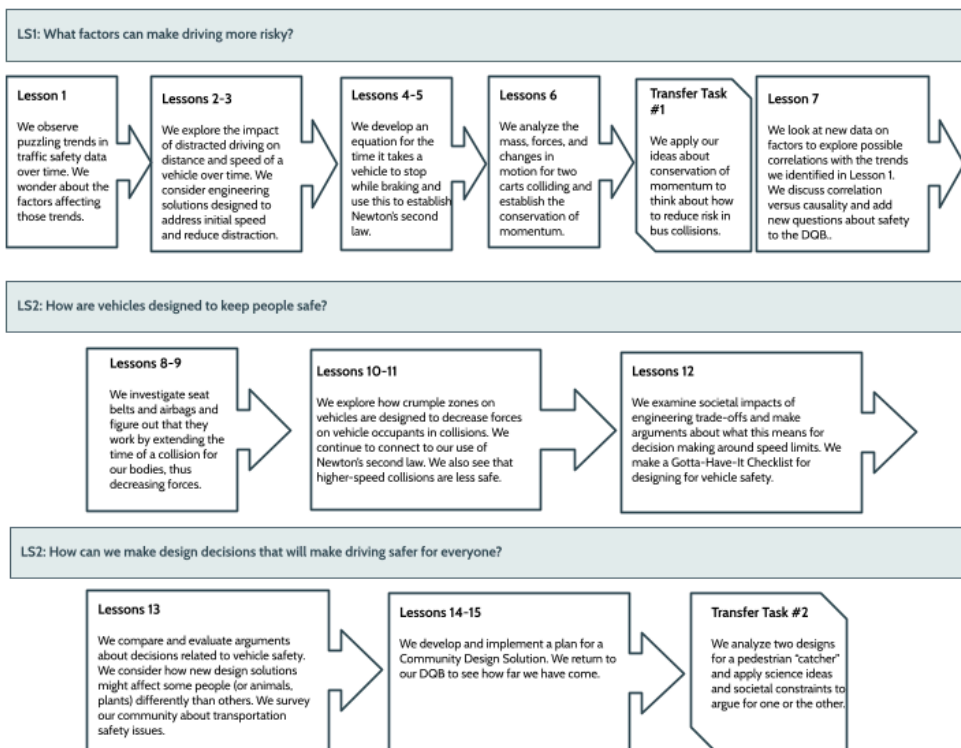 LS1: What factors can make driving more risky?
Lesson 1
We observe
puzzling trends in
traffic safety data
over time. We
wonder about the
factors affecting
those trends.
Lessons 2-3
We explore the impact
of distracted driving on
distance and speed of a
vehicle over time. We
consider engineering
solutions designed to
address initial speed
and reduce distraction.
Lessons 4-5
We develop an
equation for the
time it takes a
vehicle to stop
while braking and
use this to establish
Newton's second
law.
Lessons 6
We analyze the
mass, forces, and
changes in
motion for two
carts colliding and
establish the
conservation of
momentum.
Transfer Task
#1
We apply our
ideas about
conservation of
momentum to
think about how
to reduce risk in
bus collisions.
Lesson 7
We look at new data on
factors to explore possible
correlations with the trends
we identified in Lesson 1.
We discuss correlation
versus causality and add
new questions about safety
to the DQB..
LS2: How are vehicles designed to keep people safe?
Lessons 8-9
We investigate seat
belts and airbags and
figure out that they
work by extending the
time of a collision for
our bodies, thus
decreasing forces.
Lessons 10-11
We explore how crumple zones on
vehicles are designed to decrease forces
on vehicle occupants in collisions. We
continue to connect to our use of
Newton's second law. We also see that
higher-speed collisions are less safe.
Lessons 12
We examine societal impacts of
engineering trade-offs and make
arguments about what this means for
decision making around speed limits. We
make a Gotta-Have-It Checklist for
designing for vehicle safety.
LS2: How can we make design decisions that will make driving safer for everyone?
Lessons 13
We compare and evaluate arguments
about decisions related to vehicle safety.
We consider how new design solutions
might affect some people (or animals,
plants) differently than others. We survey
our community about transportation
safety issues.
Lessons 14-15
We develop and implement a plan for a
Community Design Solution. We return to
our DQB to see how far we have come.
Transfer Task #2
We analyze two designs
for a pedestrian "catcher"
and apply science ideas
and societal constraints to
argue for one or the other.